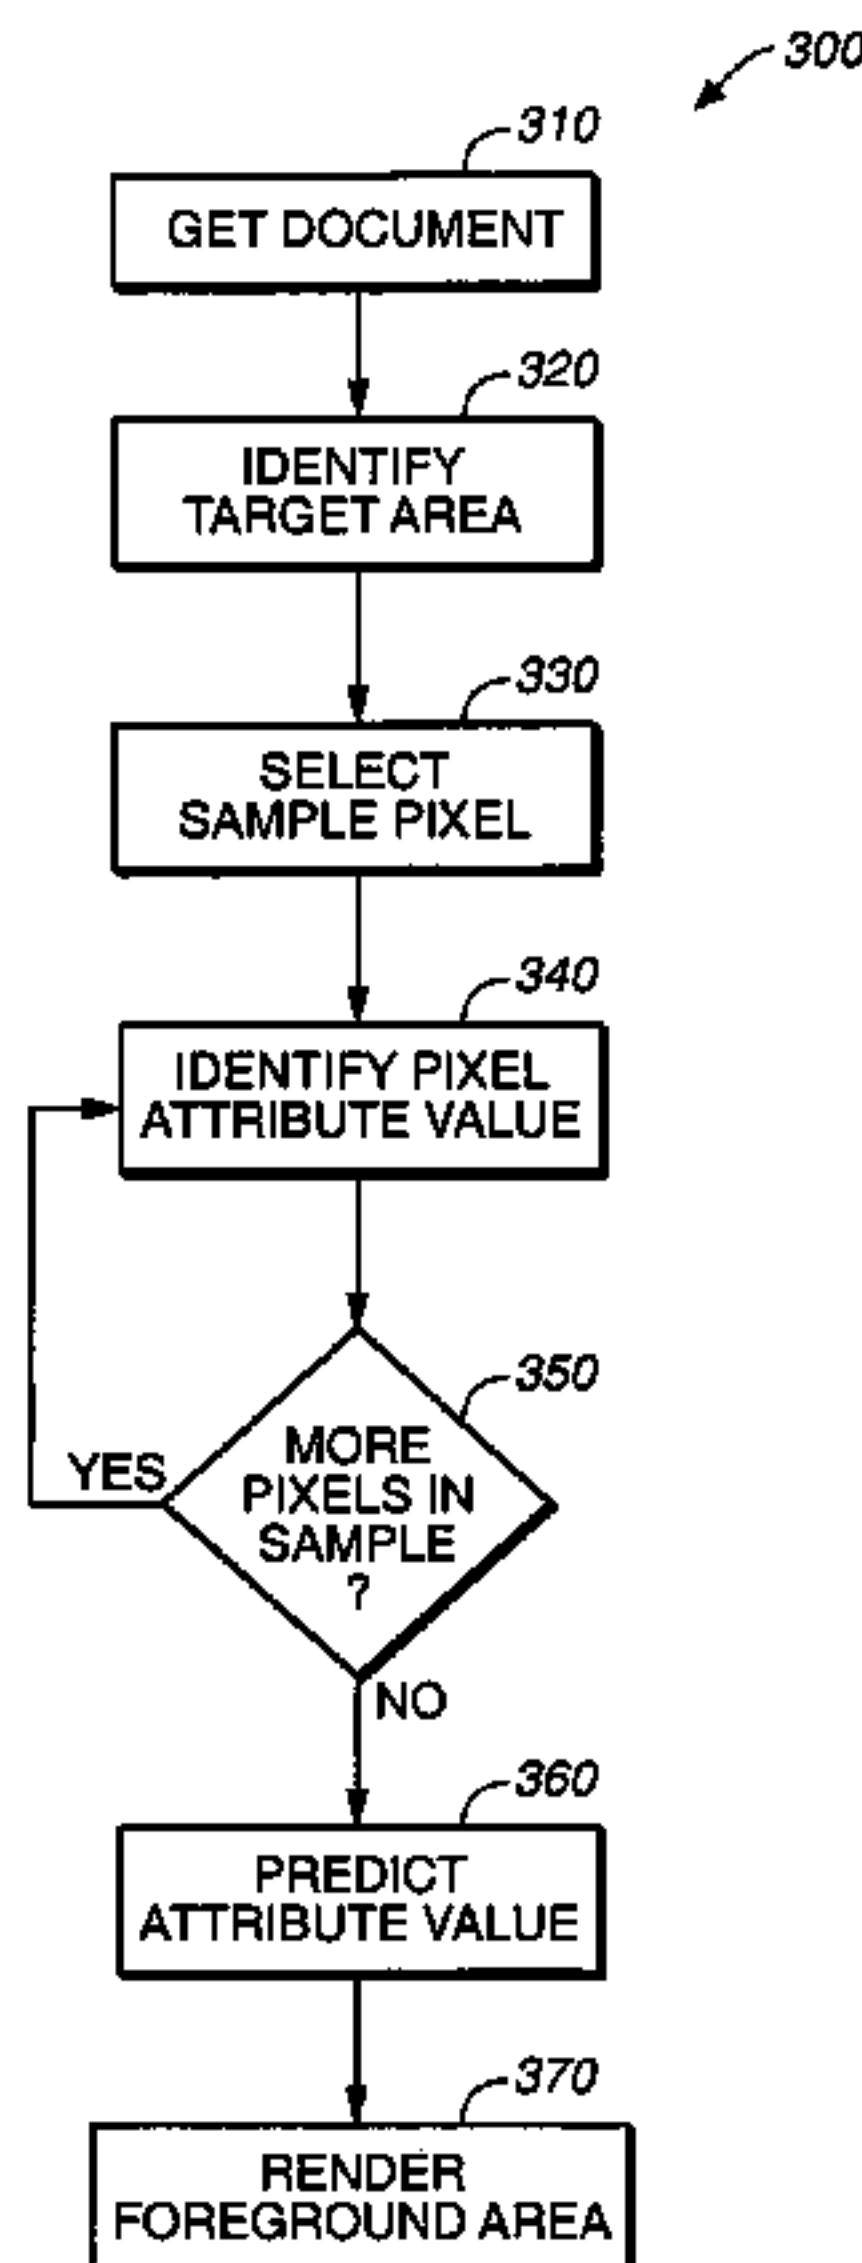 300
310
GET DOCUMENT
320
IDENTIFY
TARGET AREA
330
SELECT
SAMPLE PIXEL
340
IDENTIFY PIXEL
ATTRIBUTE VALUE
350
MORE
PIXELS IN
SAMPLE
?
YES
NO
360
PREDICT
ATTRIBUTE VALUE
370
RENDER
FOREGROUND AREA